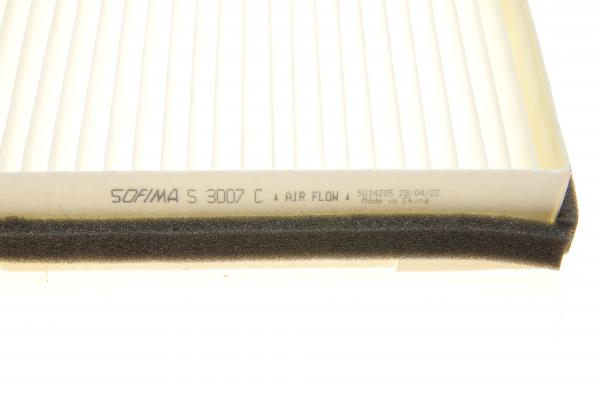 SOFIMA S 3007 C ↓ AIR FLOW ↓ 5014205 29/04/22
Made in China